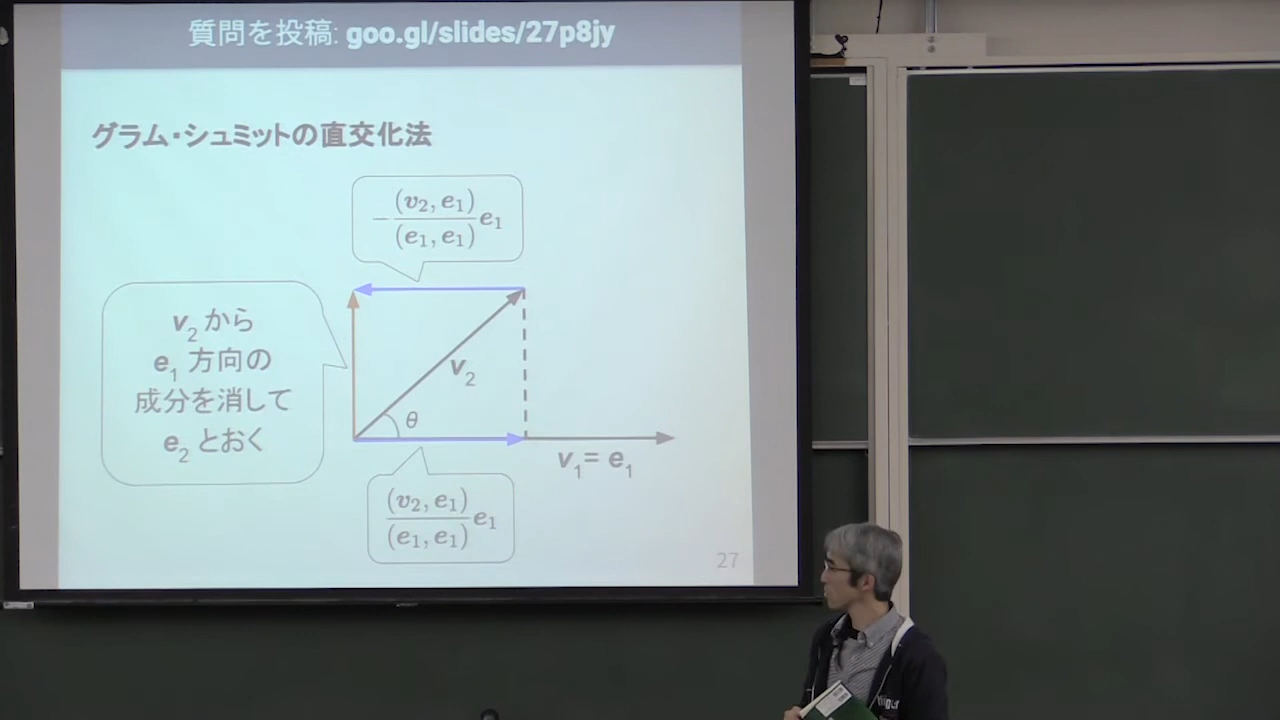 質問を投稿: goo.gl/slides/27p8jy
グラム・シュミットの直交化法
−(v₂, e₁)/(e₁, e₁) e₁
v₂ から
e₁ 方向の
成分を消して
e₂ とおく
v₂
θ
v₁= e₁
(v₂, e₁)/(e₁, e₁) e₁
27